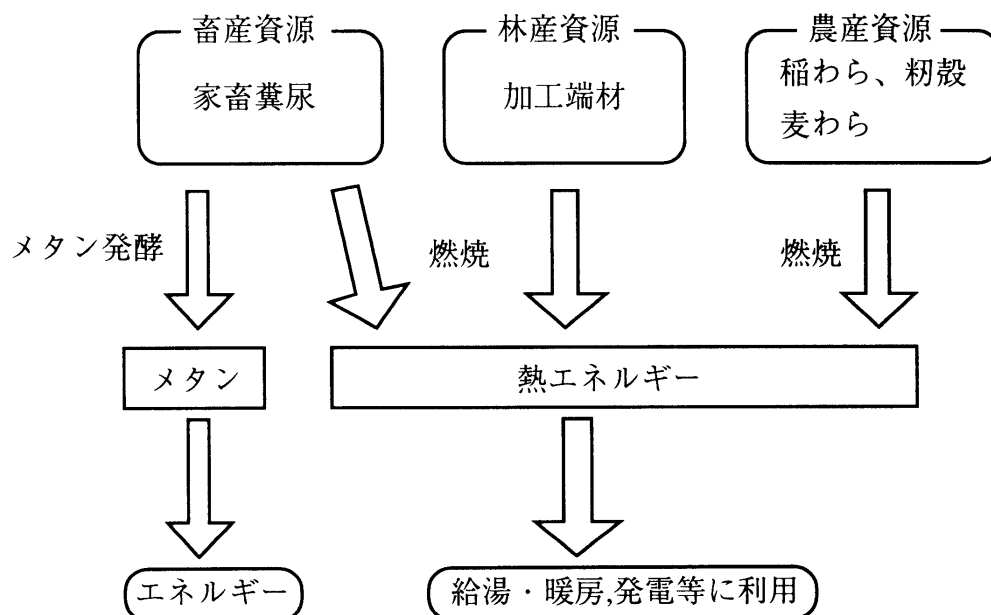 畜産資源
家畜糞尿
林産資源
加工端材
農産資源
稲わら、籾殻
麦わら
メタン発酵
燃焼
燃焼
メタン
熱エネルギー
エネルギー
給湯・暖房,発電等に利用